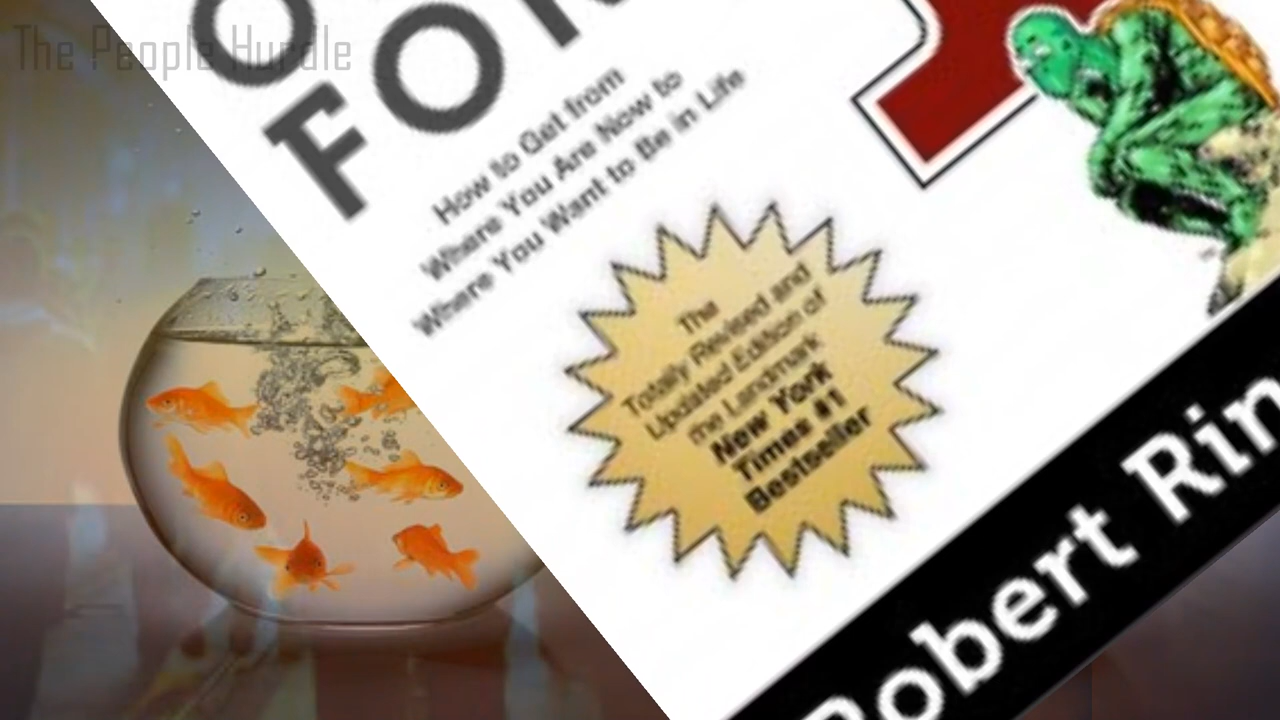 The People Hurdle
FO
How to Get from
Where You Are Now to
Where You Want to Be in Life
The
Totally Revised and
Updated Edition of
the Landmark
New York
Times #1
Bestseller
Robert Rin